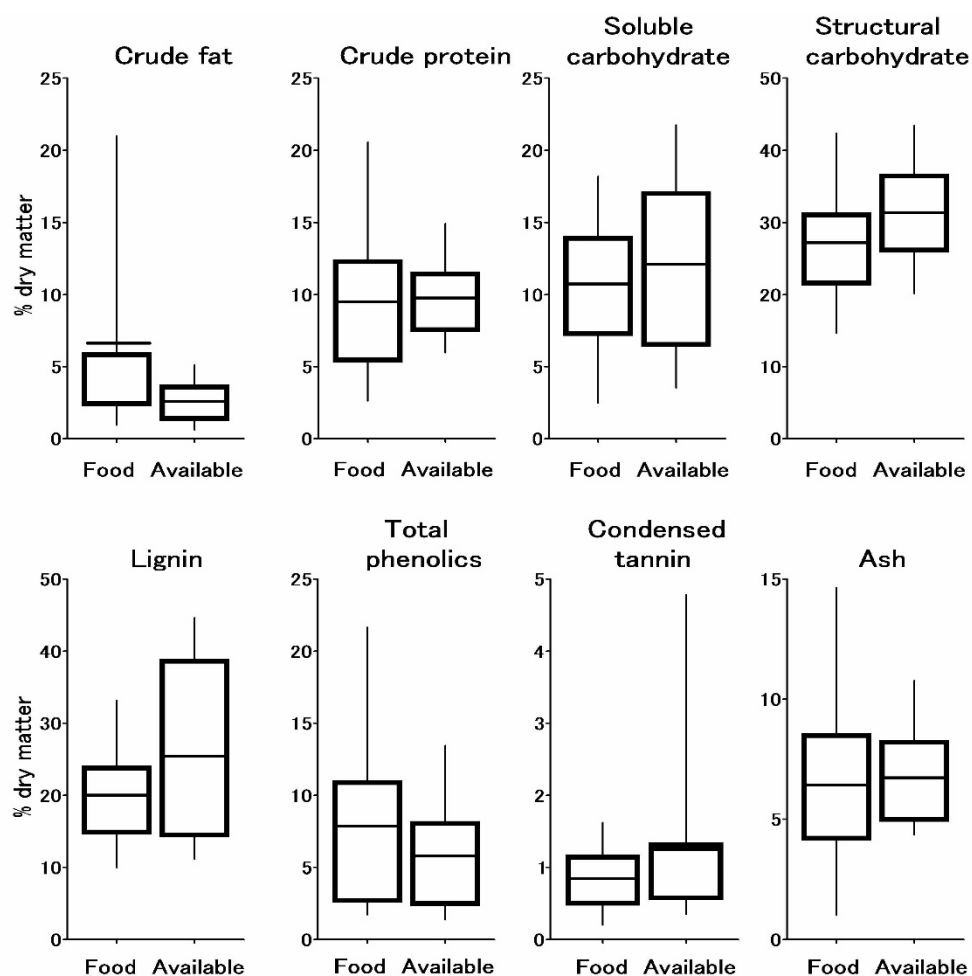 Crude fat
Crude protein
Soluble
carbohydrate
Structural
carbohydrate
% dry matter
25
20
15
10
5
0
Food Available
25
20
15
10
5
0
Food Available
25
20
15
10
5
0
Food Available
50
40
30
20
10
0
Food Available
Lignin
Total
phenolics
Condensed
tannin
Ash
% dry matter
50
40
30
20
10
0
Food Available
25
20
15
10
5
0
Food Available
5
4
3
2
1
0
Food Available
15
10
5
0
Food Available